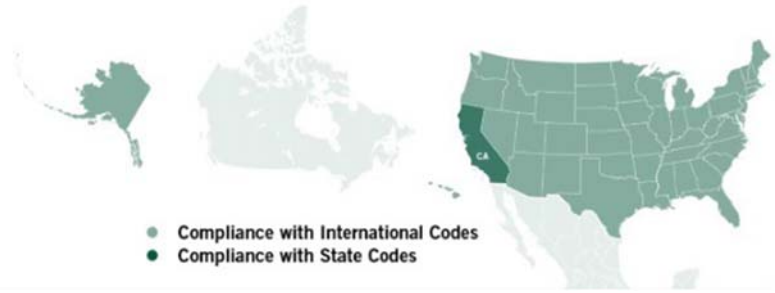 CA
Compliance with International Codes
Compliance with State Codes